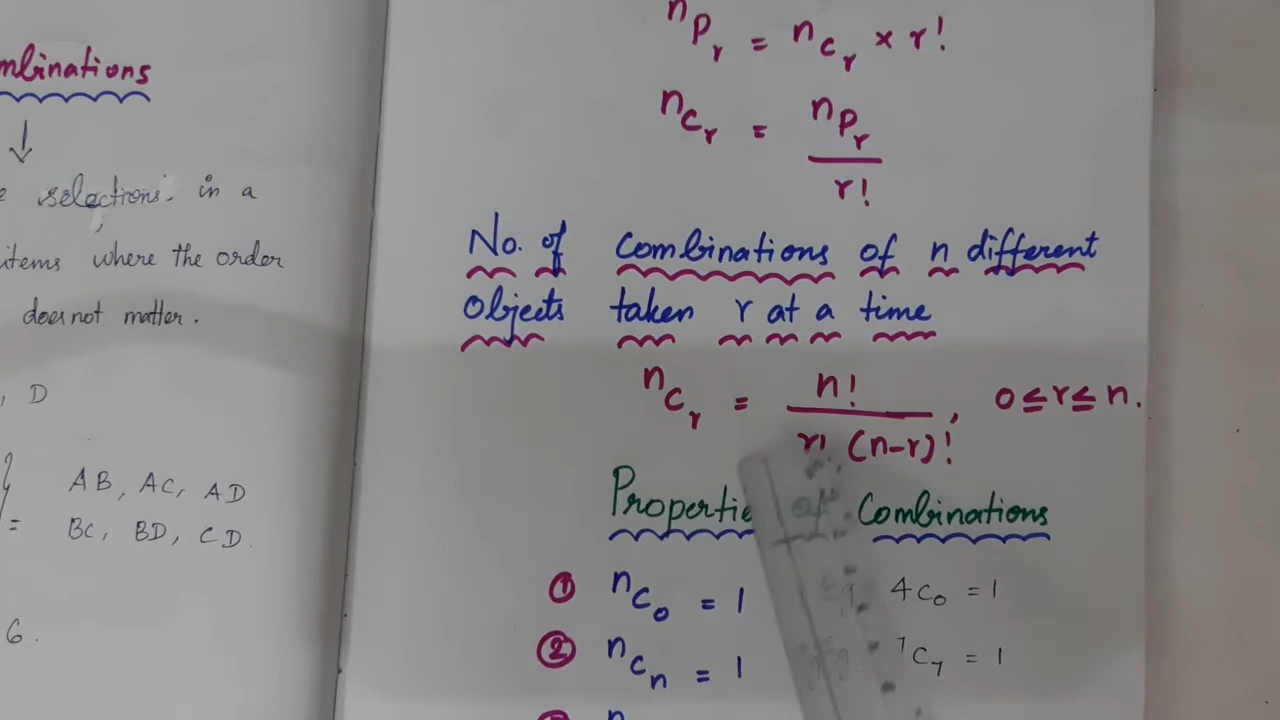 mbinations
↓
selections. in a
items where the order
does not matter.
, D
} AB, AC, AD
= BC, BD, CD
6.
nPr = nCr × r!
nCr = nPr / r!
No. of combinations of n different
objects taken r at a time
nCr = n! / r! (n-r)! , 0≤r≤n.
Combinations
① nC₀ = 1 4C₀ = 1
② nCn = 1 = 1